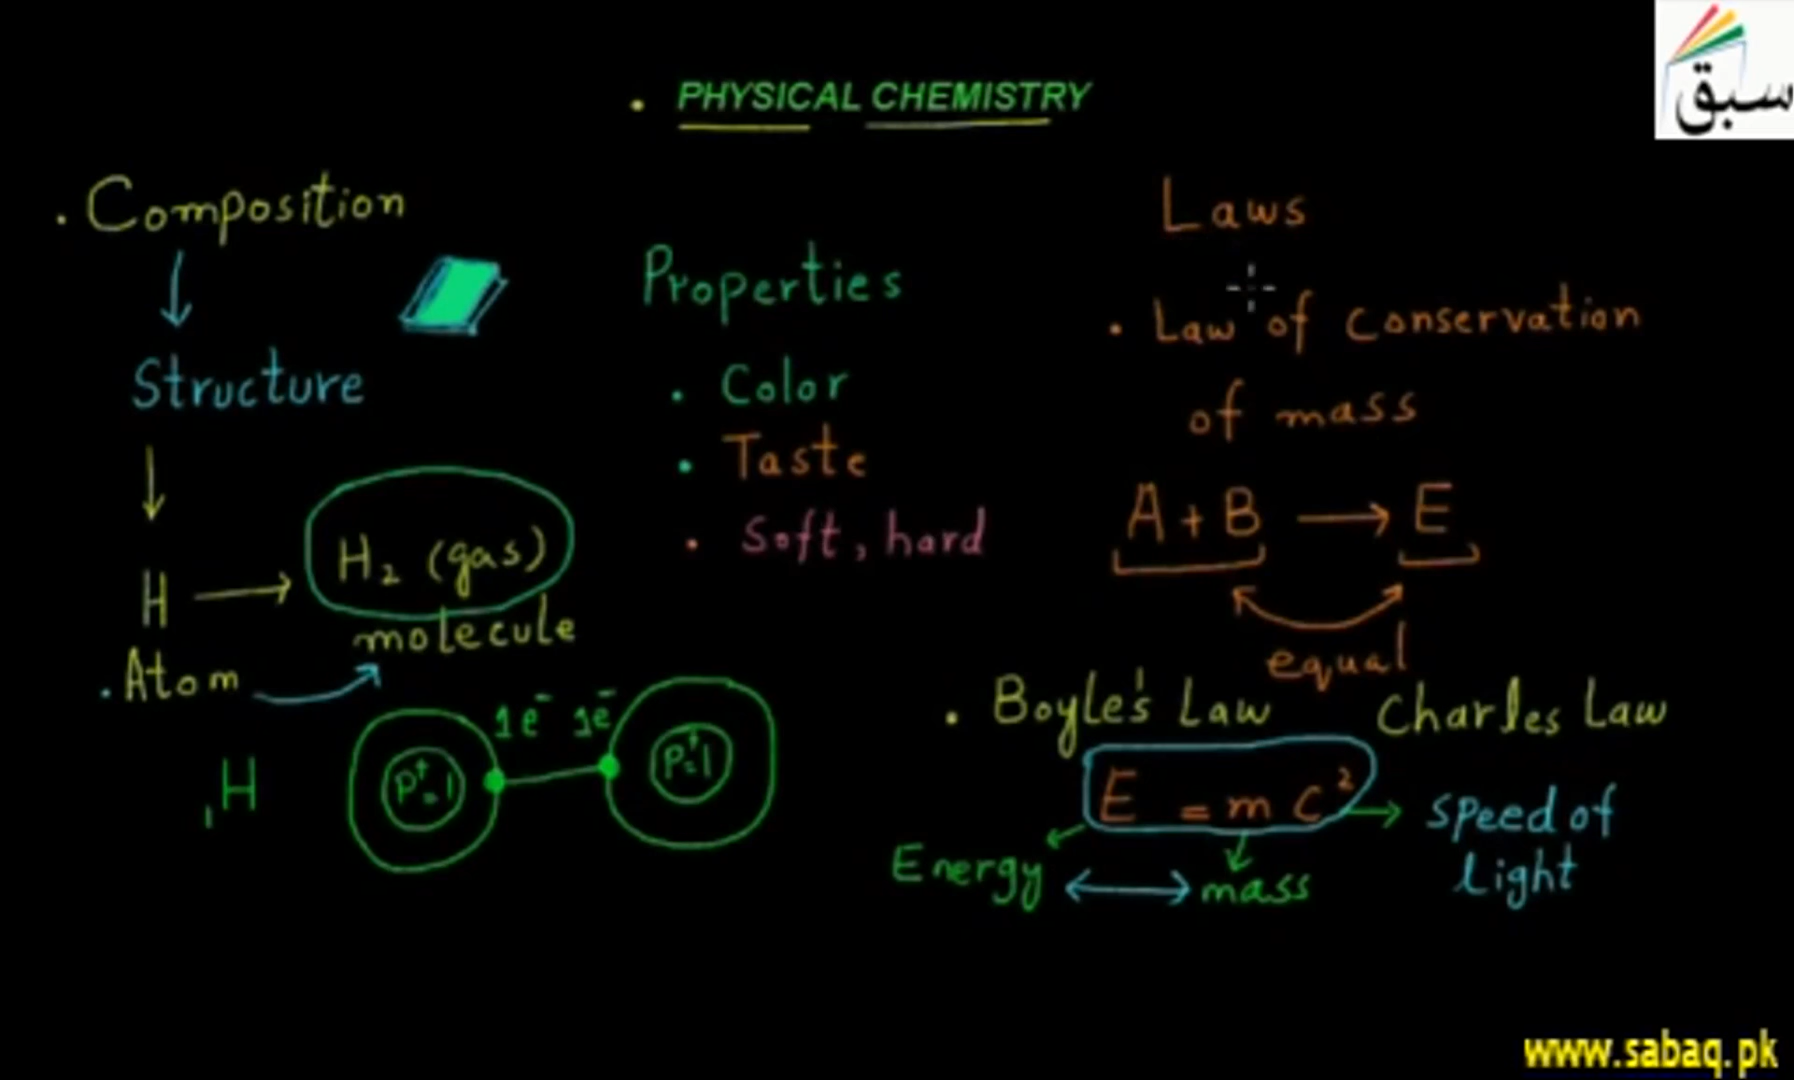 سبق
. PHYSICAL CHEMISTRY
. Composition
Structure
H → H₂ (gas)
molecule
. Atom
1e⁻ 1e⁻
₁H
P⁺=1
P⁺=1
Properties
. Color
. Taste
. Soft, hard
Laws
. Law of conservation
of mass
A + B → E
equal
. Boyle's Law Charles Law
E = mc² → speed of
light
Energy ↔ mass
www.sabaq.pk